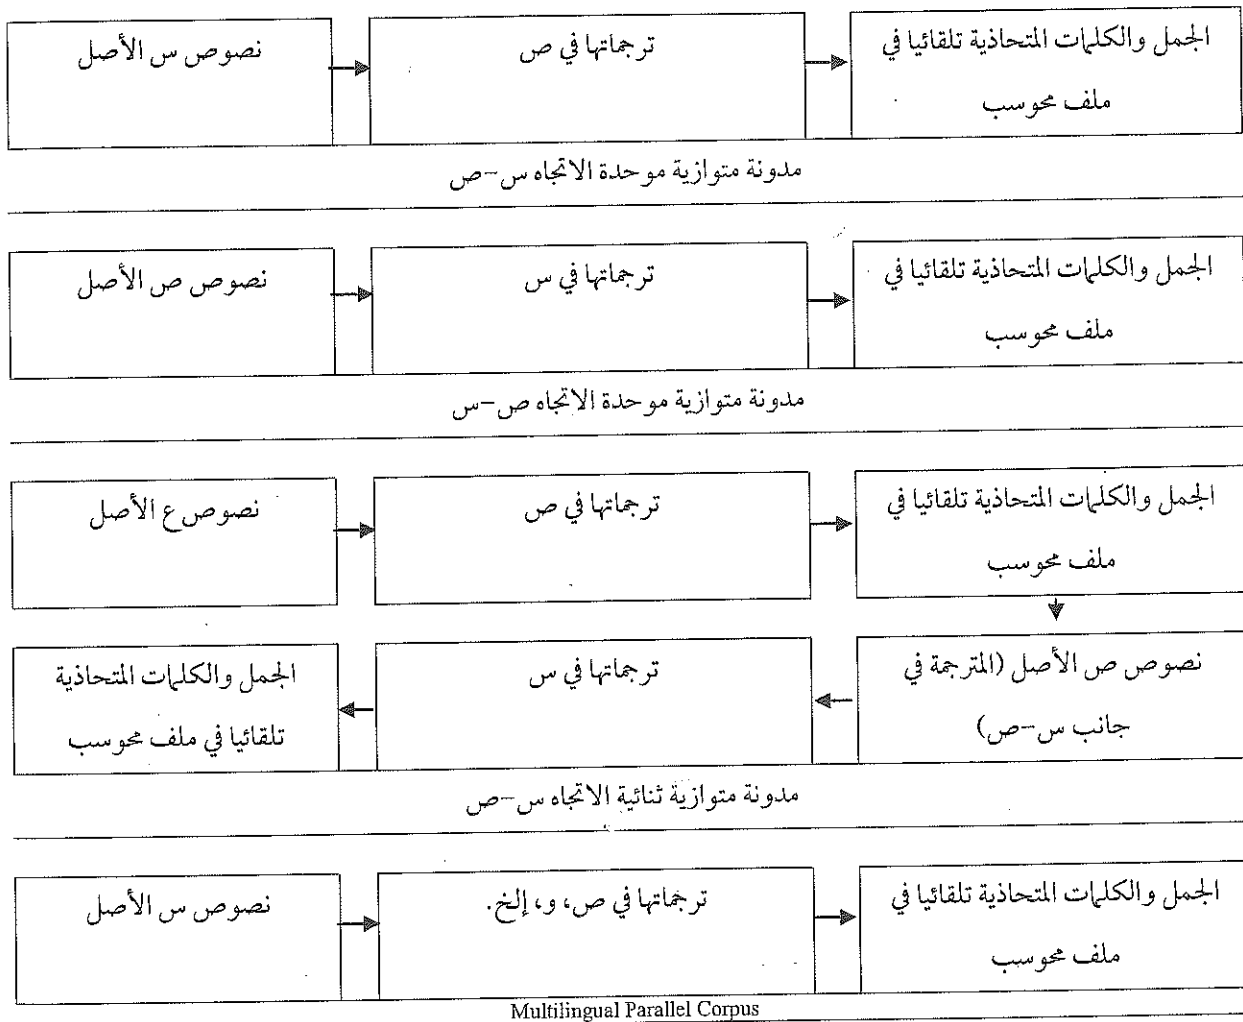 نصوص س الأصل
ترجماتها في ص
الجمل والكلمات المتحاذية تلقائيا في
ملف محوسب
مدونة متوازية موحدة الاتجاه س-ص
نصوص ص الأصل
ترجماتها في س
الجمل والكلمات المتحاذية تلقائيا في
ملف محوسب
مدونة متوازية موحدة الاتجاه ص-س
نصوص ع الأصل
ترجماتها في ص
الجمل والكلمات المتحاذية تلقائيا في
ملف محوسب
نصوص ص الأصل (المترجمة في
جانب س-ص)
ترجماتها في س
الجمل والكلمات المتحاذية
تلقائيا في ملف محوسب
مدونة متوازية ثنائية الاتجاه س-ص
نصوص س الأصل
ترجماتها في ص، و، إلخ.
الجمل والكلمات المتحاذية تلقائيا في
ملف محوسب
Multilingual Parallel Corpus